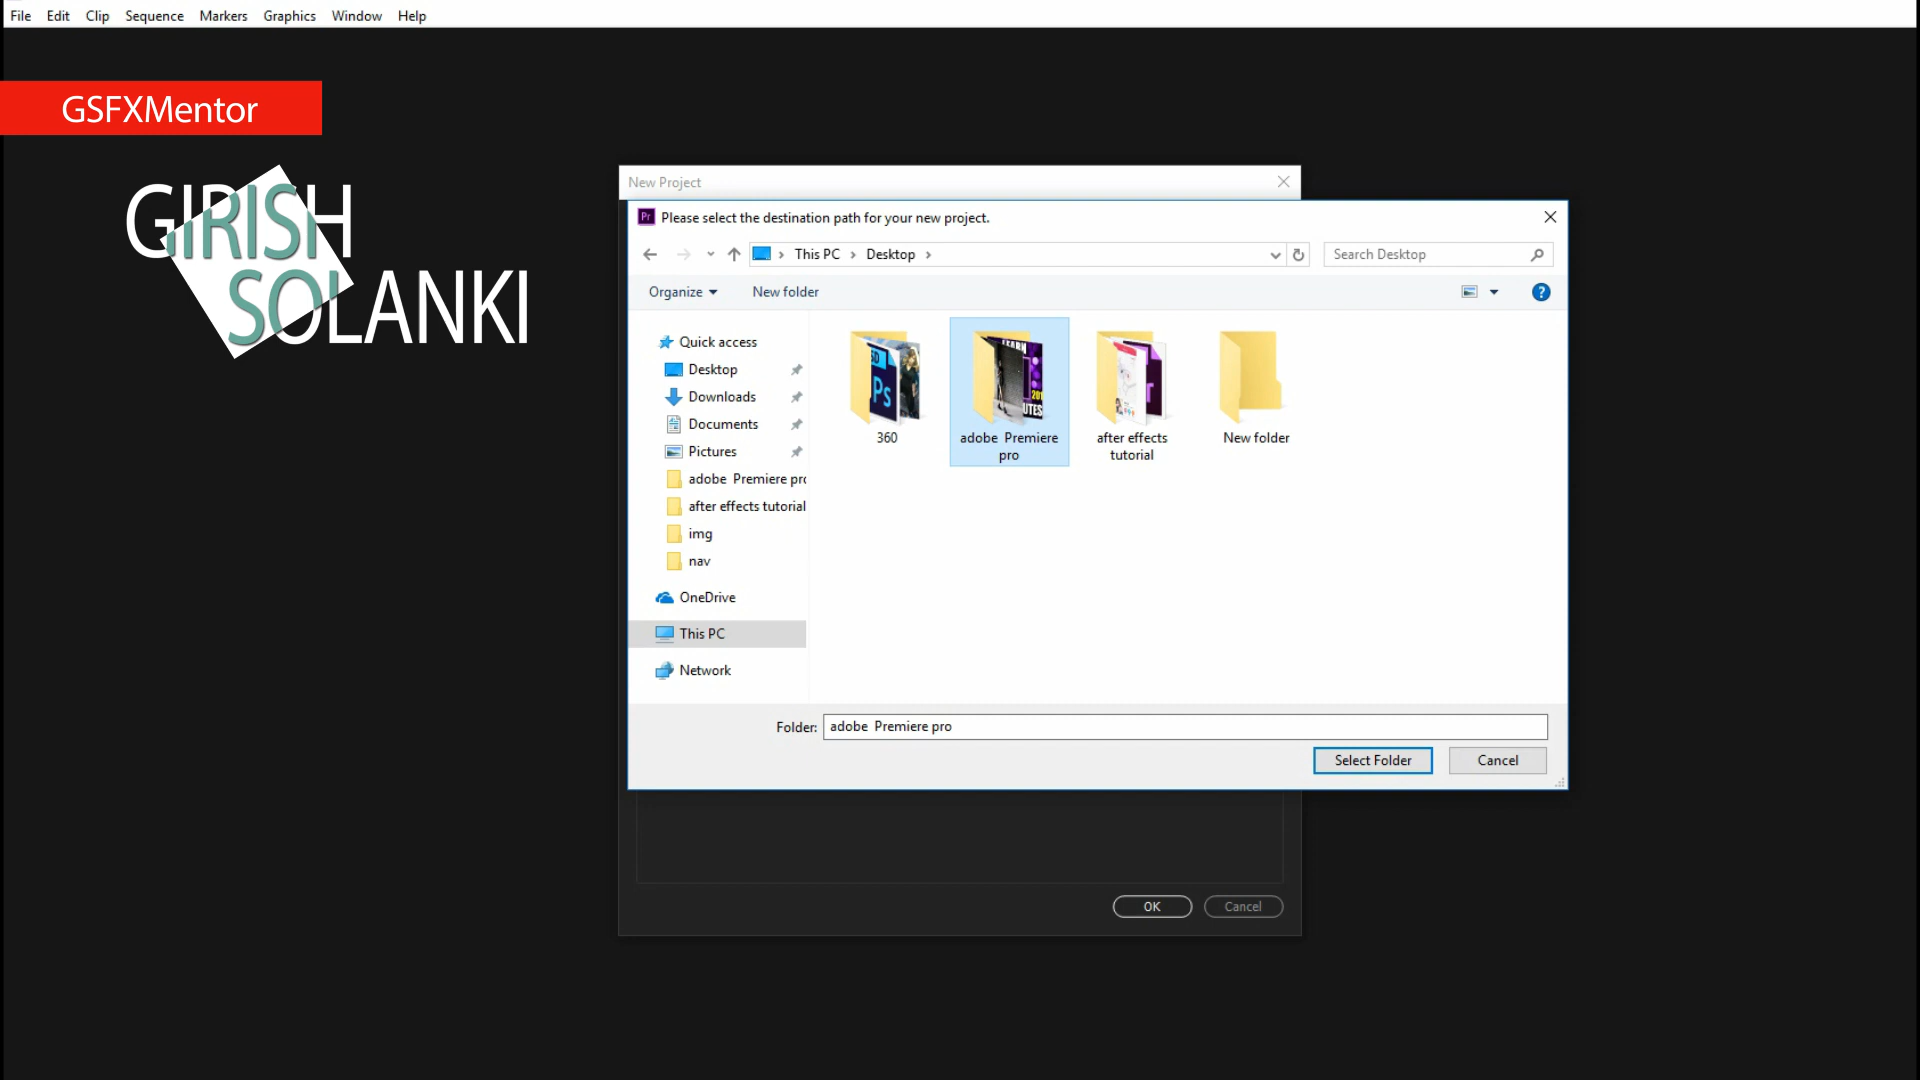 File Edit Clip Sequence Markers Graphics Window Help
GSFXMentor
GIRISH
SOLANKI
New Project
Pr Please select the destination path for your new project.
This PC > Desktop >
Search Desktop
Organize
New folder
Quick access
Desktop
Downloads
Documents
Pictures
adobe Premiere pro
after effects tutorial
img
nav
OneDrive
This PC
Network
360
adobe Premiere
pro
after effects
tutorial
New folder
Folder: adobe Premiere pro
Select Folder
Cancel
OK
Cancel